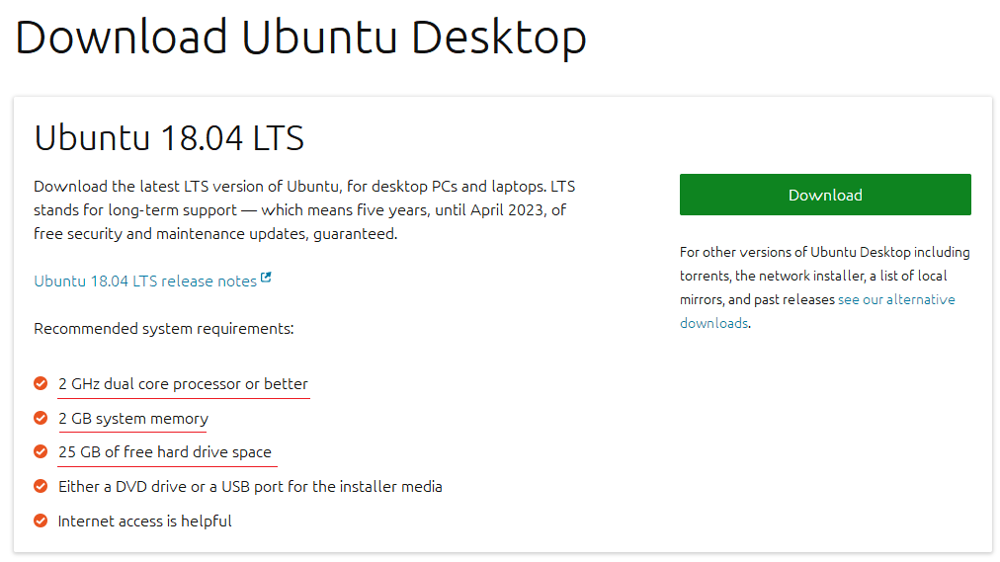 Download Ubuntu Desktop
Ubuntu 18.04 LTS
Download the latest LTS version of Ubuntu, for desktop PCs and laptops. LTS
stands for long-term support — which means five years, until April 2023, of
free security and maintenance updates, guaranteed.
Ubuntu 18.04 LTS release notes
Recommended system requirements:
2 GHz dual core processor or better
2 GB system memory
25 GB of free hard drive space
Either a DVD drive or a USB port for the installer media
Internet access is helpful
Download
For other versions of Ubuntu Desktop including
torrents, the network installer, a list of local
mirrors, and past releases see our alternative
downloads.